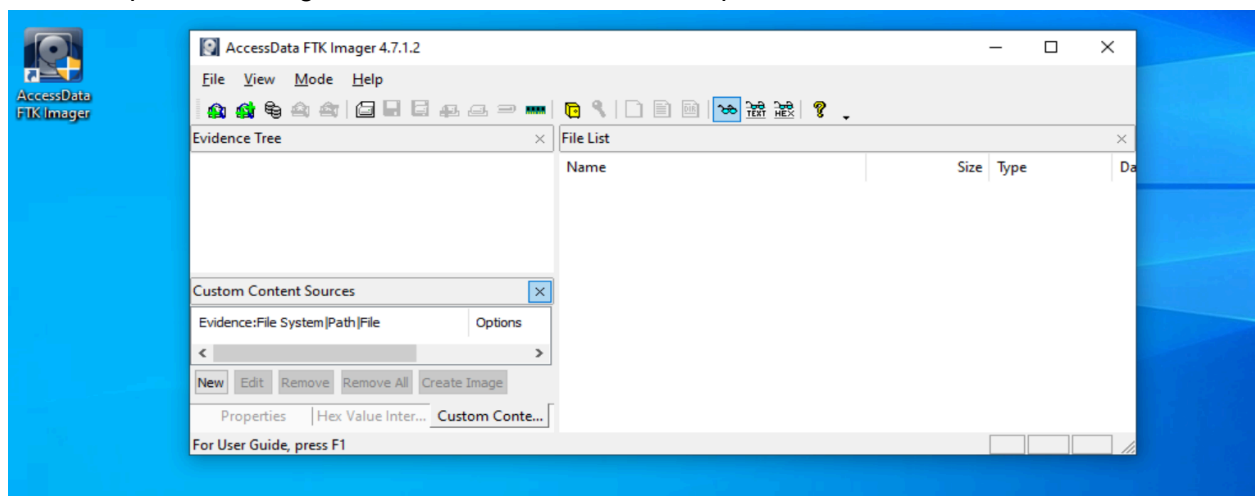 AccessData
FTK Imager
AccessData FTK Imager 4.7.1.2
File View Mode Help
TEXT HEX
Evidence Tree
File List
Name Size Type Da
Custom Content Sources
Evidence:File System|Path|File Options
New Edit Remove Remove All Create Image
Properties Hex Value Inter... Custom Conte...
For User Guide, press F1